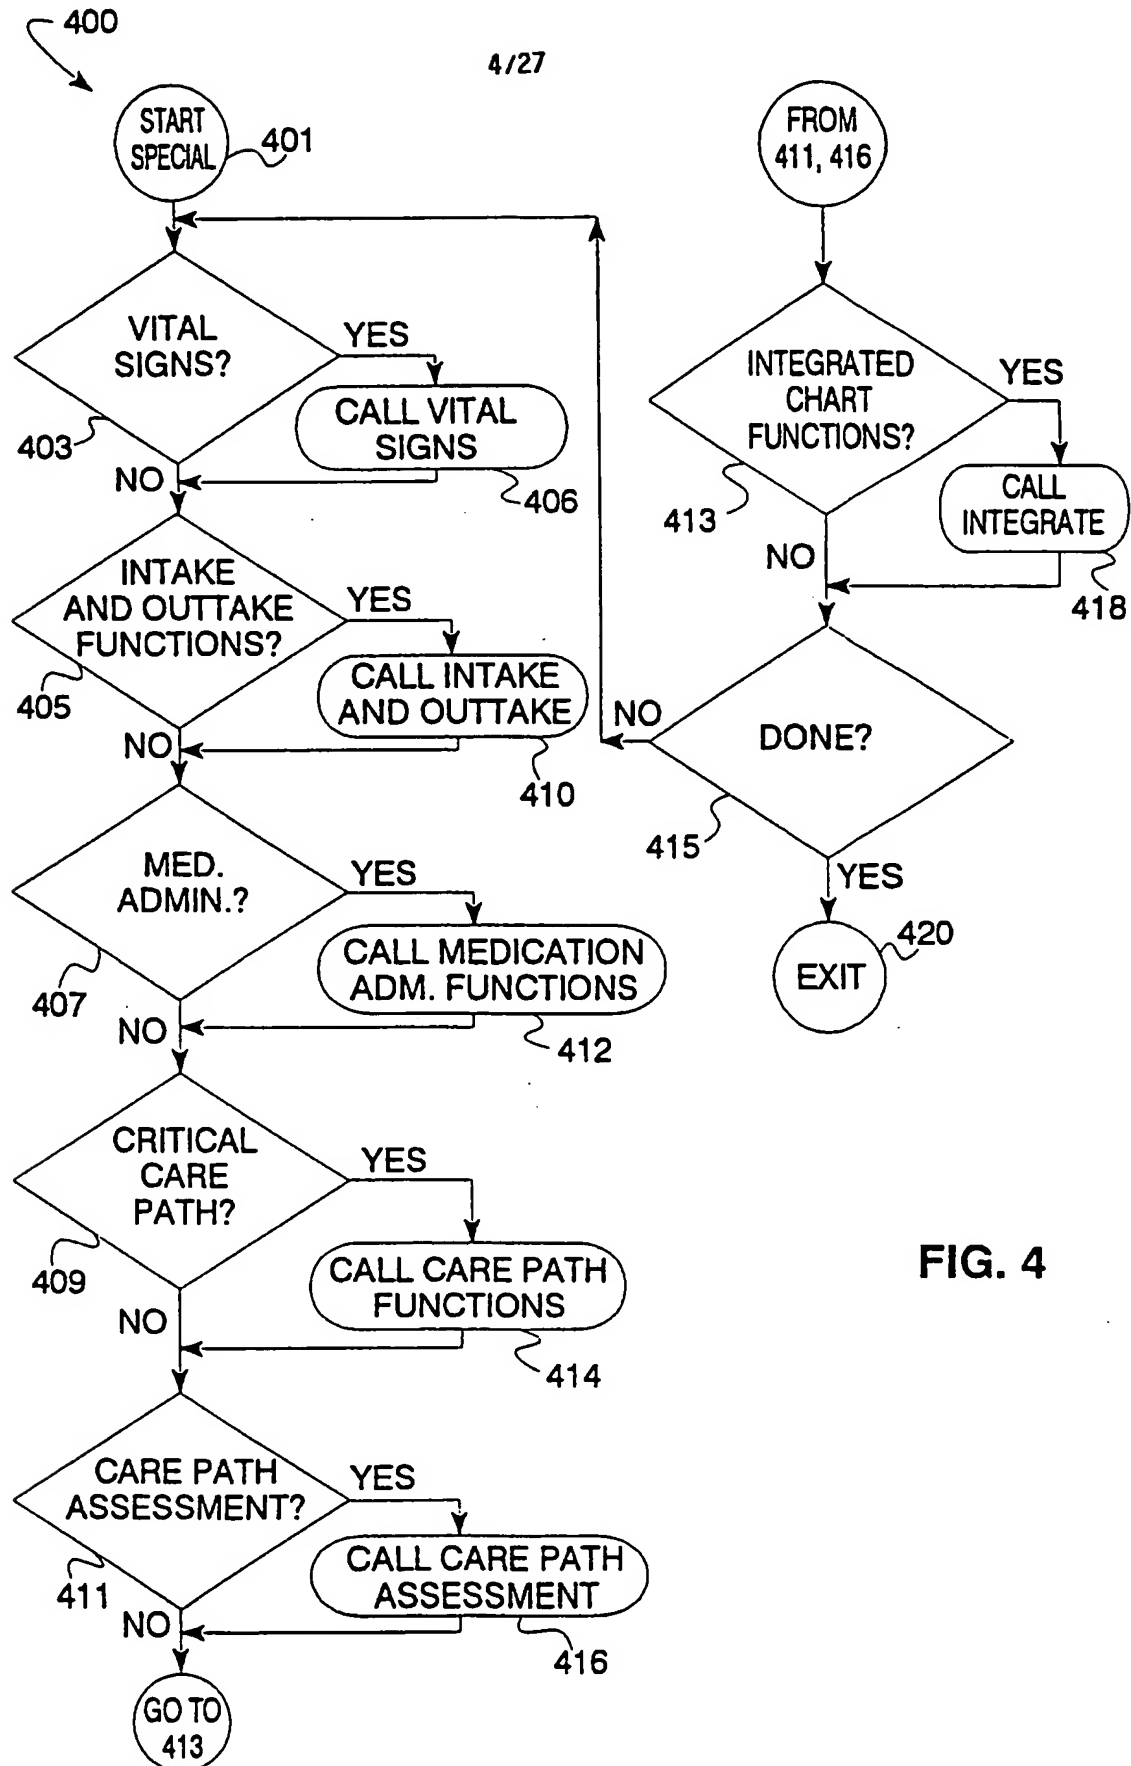 400
4/27
START
SPECIAL
401
VITAL
SIGNS?
YES
403
CALL VITAL
SIGNS
406
NO
INTAKE
AND OUTTAKE
FUNCTIONS?
YES
405
CALL INTAKE
AND OUTTAKE
410
NO
MED.
ADMIN.?
YES
407
CALL MEDICATION
ADM. FUNCTIONS
412
NO
CRITICAL
CARE
PATH?
YES
409
CALL CARE PATH
FUNCTIONS
414
NO
CARE PATH
ASSESSMENT?
YES
411
CALL CARE PATH
ASSESSMENT
416
NO
GO TO
413
FROM
411, 416
INTEGRATED
CHART
FUNCTIONS?
YES
413
CALL
INTEGRATE
418
NO
DONE?
NO
415
YES
EXIT
420
FIG. 4